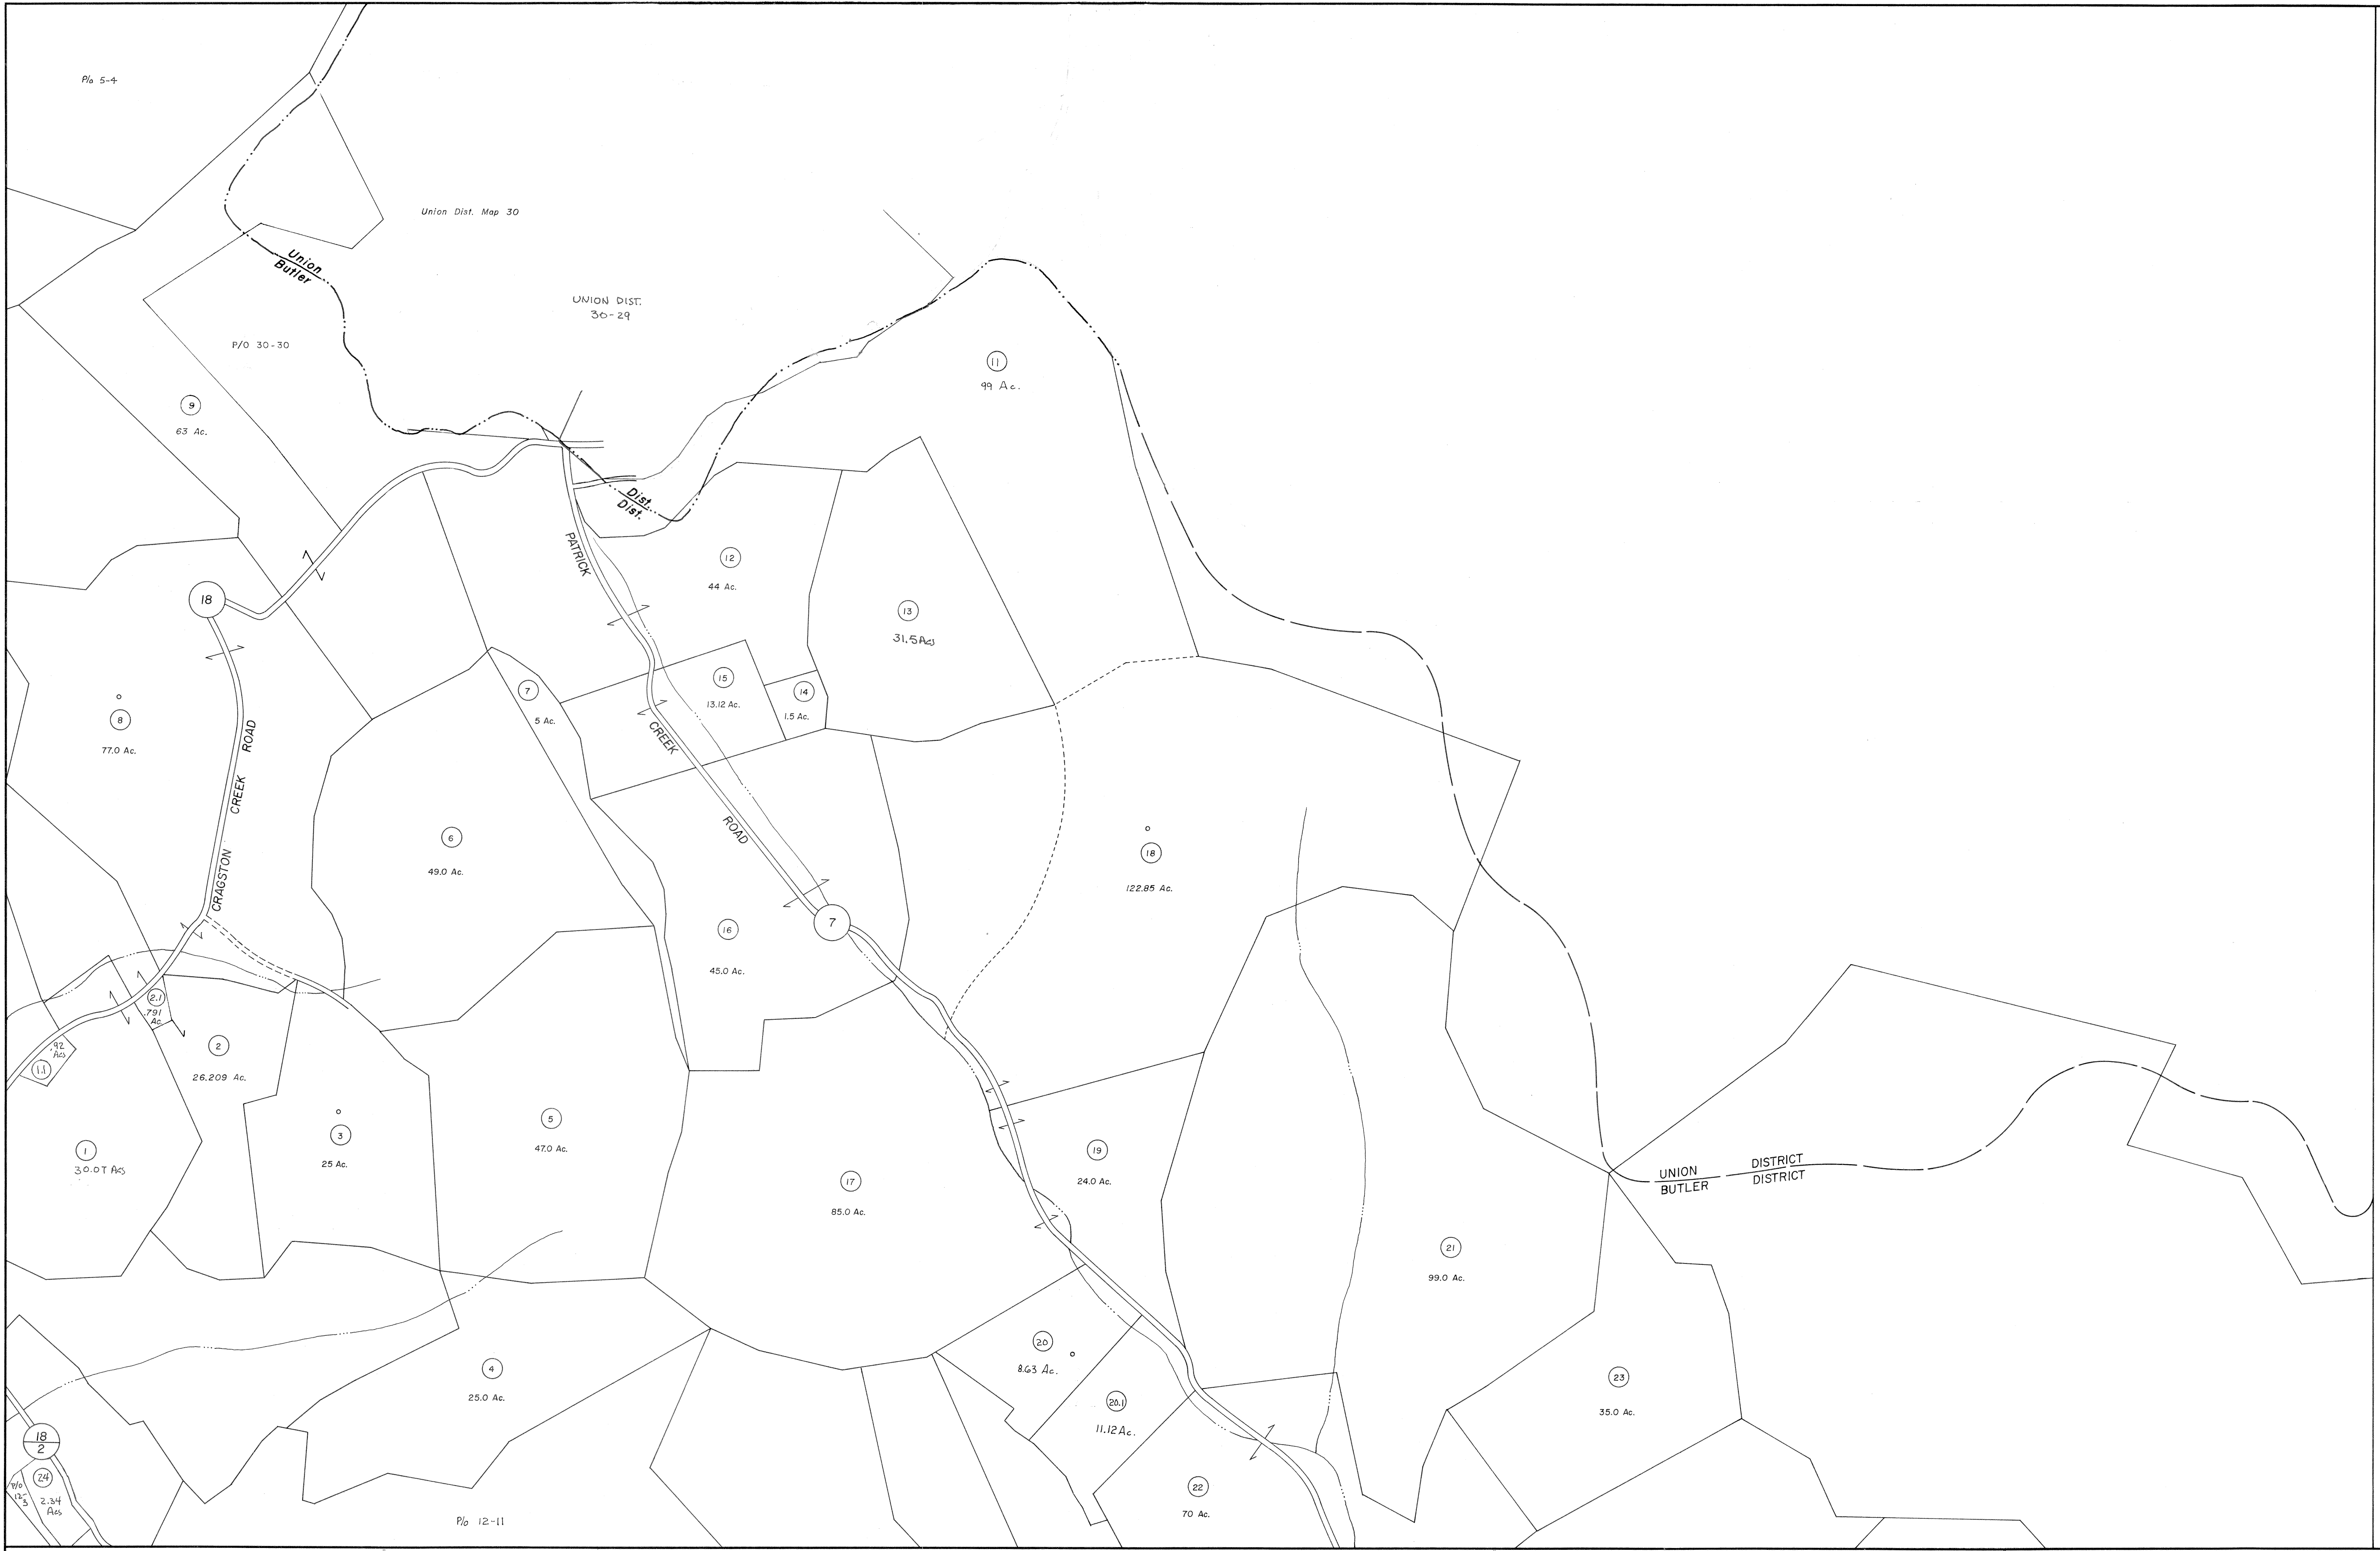 P/o 5-4
Union Dist. Map 30
Union
Butler
UNION DIST.
30-29
P/O 30-30
11
99 Ac.
9
63 Ac.
Dist.
Dist.
PATRICK
CREEK
ROAD
12
44 Ac.
18
13
31.5 Acs
15
13.12 Ac.
14
1.5 Ac.
7
5 Ac.
8
77.0 Ac.
CRAGSTON CREEK ROAD
6
49.0 Ac.
18
122.85 Ac.
7
16
45.0 Ac.
2.1
.791
Ac.
2
26.209 Ac.
.92
Acs
1.1
5
47.0 Ac.
3
25 Ac.
1
30.07 Acs
19
24.0 Ac.
17
85.0 Ac.
UNION DISTRICT
BUTLER DISTRICT
21
99.0 Ac.
20
8.63 Ac.
4
25.0 Ac.
23
35.0 Ac.
20.1
11.12 Ac.
18
2
24
2.34
Acs
P/o
12-
3
22
70 Ac.
P/o 12-11